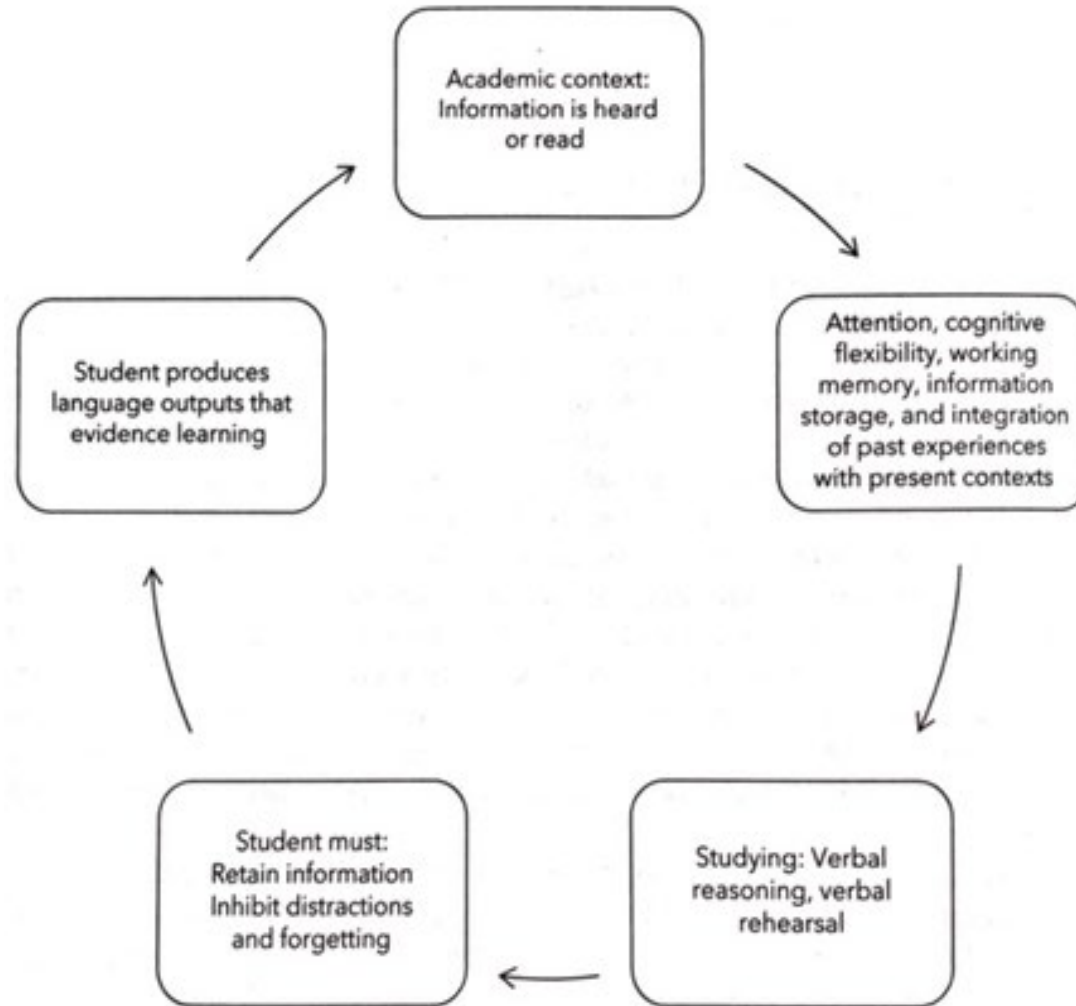 Academic context:
Information is heard
or read
Attention, cognitive
flexibility, working
memory, information
storage, and integration
of past experiences
with present contexts
Studying: Verbal
reasoning, verbal
rehearsal
Student must:
Retain information
Inhibit distractions
and forgetting
Student produces
language outputs that
evidence learning